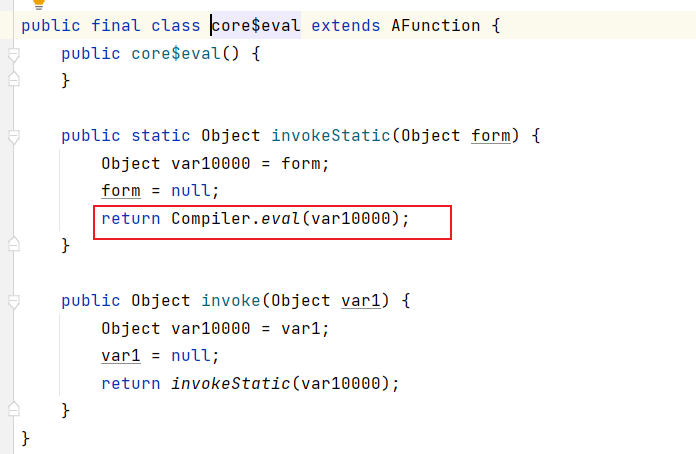 public final class core$eval extends AFunction {
public core$eval() {
}
public static Object invokeStatic(Object form) {
Object var10000 = form;
form = null;
return Compiler.eval(var10000);
}
public Object invoke(Object var1) {
Object var10000 = var1;
var1 = null;
return invokeStatic(var10000);
}
}